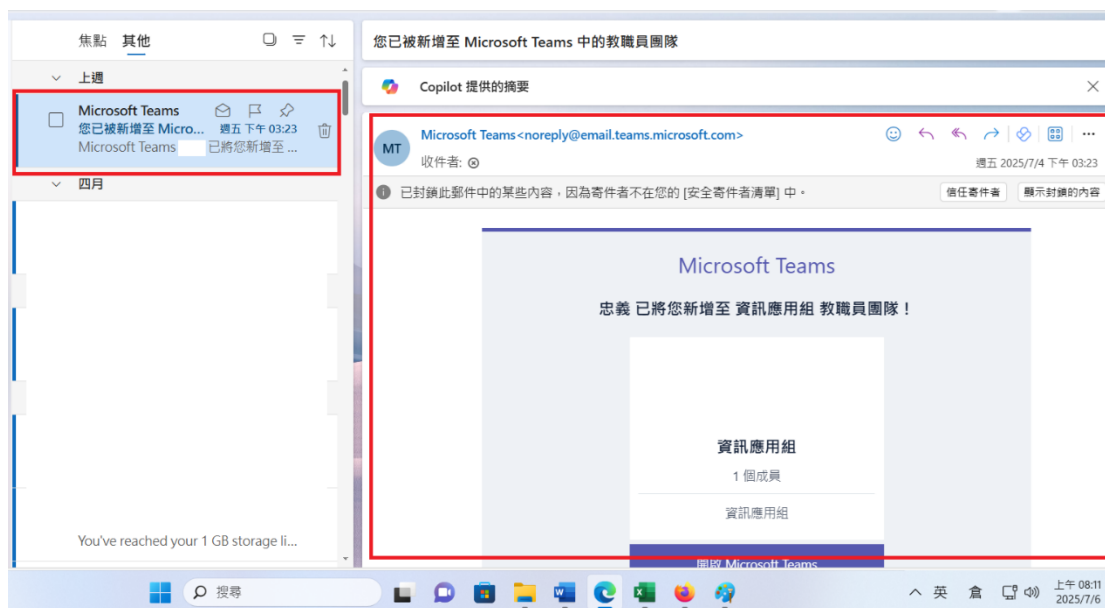 焦點 其他
上週
Microsoft Teams
您已被新增至 Micro... 週五 下午 03:23
Microsoft Teams 已將您新增至 ...
四月
You've reached your 1 GB storage li...
您已被新增至 Microsoft Teams 中的教職員團隊
Copilot 提供的摘要
MT
Microsoft Teams<noreply@email.teams.microsoft.com>
收件者:
週五 2025/7/4 下午 03:23
已封鎖此郵件中的某些內容，因為寄件者不在您的 [安全寄件者清單] 中。
信任寄件者 顯示封鎖的內容
Microsoft Teams
忠義 已將您新增至 資訊應用組 教職員團隊！
資訊應用組
1 個成員
資訊應用組
開啟 Microsoft Teams
搜尋
英 倉
上午 08:11
2025/7/6